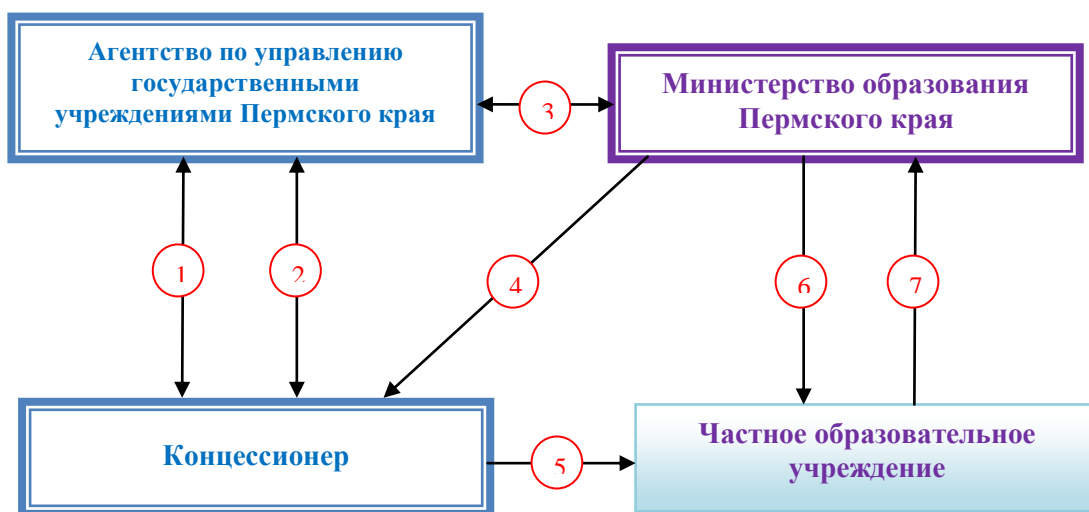 Агентство по управлению
государственными
учреждениями Пермского края
Министерство образования
Пермского края
3
1
2
4
6
7
Концессионер
5
Частное образовательное
учреждение